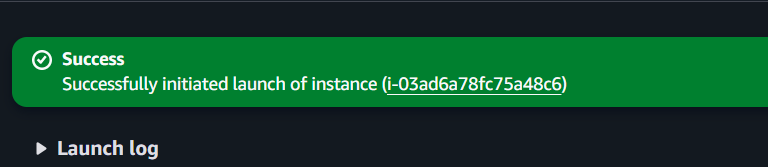 Success
Successfully initiated launch of instance (i-03ad6a78fc75a48c6)
Launch log